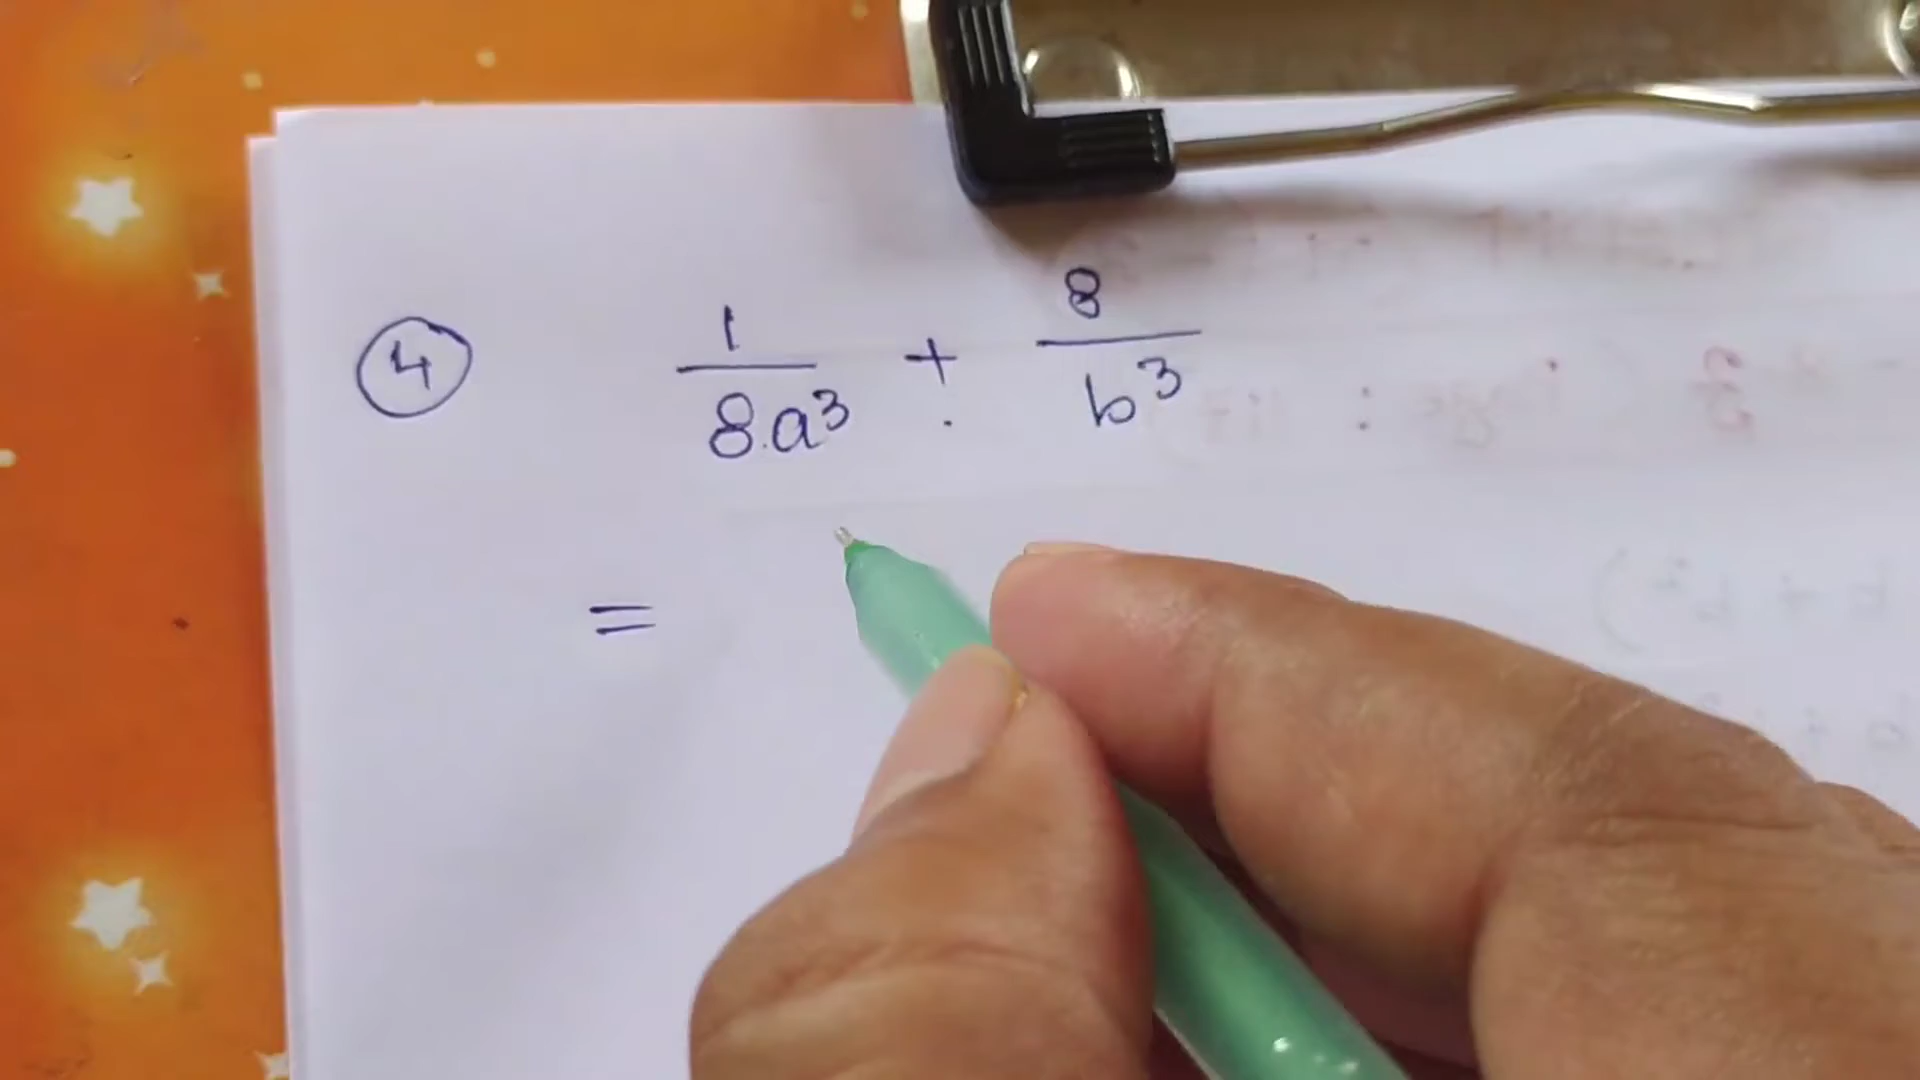 ④ 1/8a³ + 8/b³
=